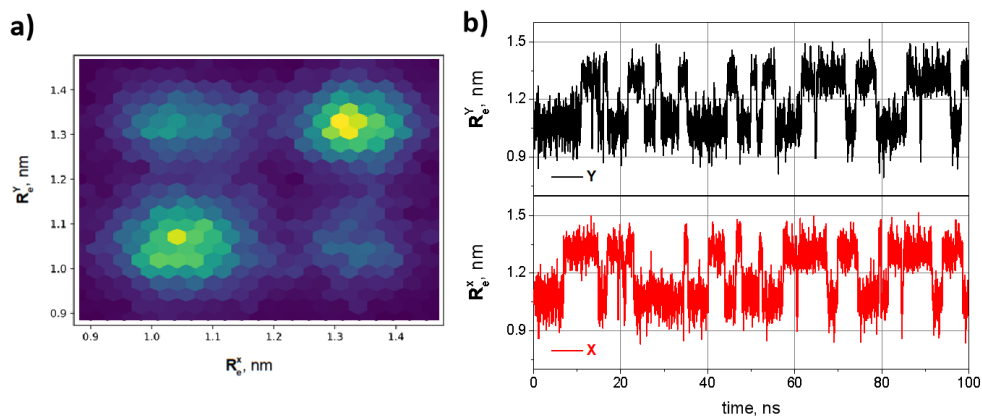 a)
1.4
1.3
1.2
1.1
1.0
0.9
R_e^Y, nm
0.9 1.0 1.1 1.2 1.3 1.4
R_e^x, nm
b)
1.5
1.2
0.9
R_e^Y, nm
Y
1.5
1.2
0.9
R_e^x, nm
X
0 20 40 60 80 100
time, ns